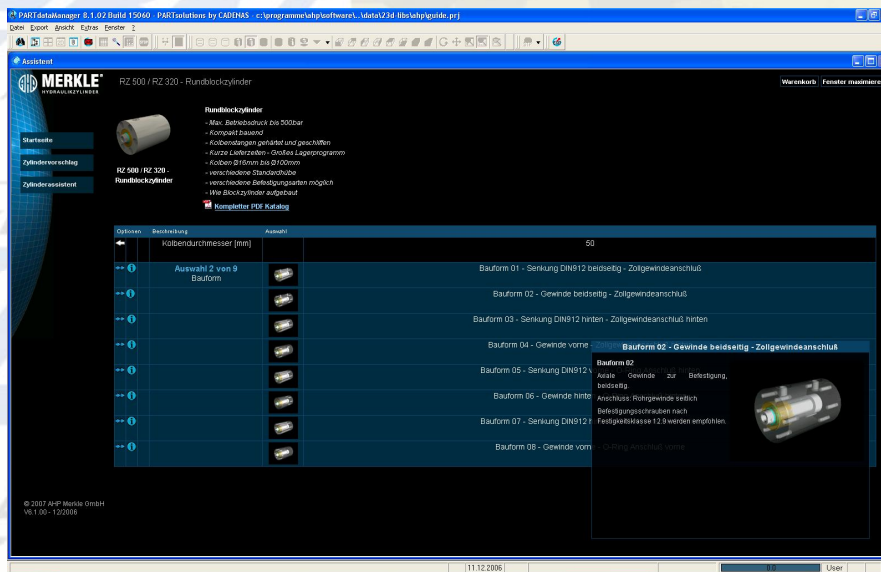 PARTdataManager 8.1.02 Build 15060 - PARTsolutions by CADENAS - c:\programme\ahp\software\..\data\23d-libs\ahp\guide.prj
Datei Export Ansicht Extras Fenster ?
Assistent
MERKLE
HYDRAULIKZYLINDER
RZ 500 / RZ 320 - Rundblockzylinder
Warenkorb Fenster maximiere
Startseite
Zylindervorschlag
Zylinderassistent
RZ 500 / RZ 320 -
Rundblockzylinder
Rundblockzylinder
- Max. Betriebsdruck bis 500bar
- Kompakt bauend
- Kolbenstangen gehärtet und geschliffen
- Kurze Lieferzeiten - Großes Lagerprogramm
- Kolben Ø16mm bis Ø100mm
- verschiedene Standardhübe
- verschiedene Befestigungsarten möglich
- Wie Blockzylinder aufgebaut
Kompletter PDF Katalog
Optionen Beschreibung Auswahl
Kolbendurchmesser [mm] 50
Auswahl 2 von 9
Bauform
Bauform 01 - Senkung DIN912 beidseitig - Zollgewindeanschluß
Bauform 02 - Gewinde beidseitig - Zollgewindeanschluß
Bauform 03 - Senkung DIN912 hinten - Zollgewindeanschluß hinten
Bauform 04 - Gewinde vorne -
Bauform 05 - Senkung DIN912
Bauform 06 - Gewinde hinte
Bauform 07 - Senkung DIN912
Bauform 08 - Gewinde vorn - O-Ring Anschluß vorne
Bauform 02 - Gewinde beidseitig - Zollgewindeanschluß
Bauform 02
Axiale Gewinde zur Befestigung,
beidseitig.
Anschluss: Rohrgewinde seitlich
Befestigungsschrauben nach
Festigkeitsklasse 12.9 werden empfohlen.
© 2007 AHP Merkle GmbH
V6.1.00 - 12/2006
11.12.2006
0.0
User